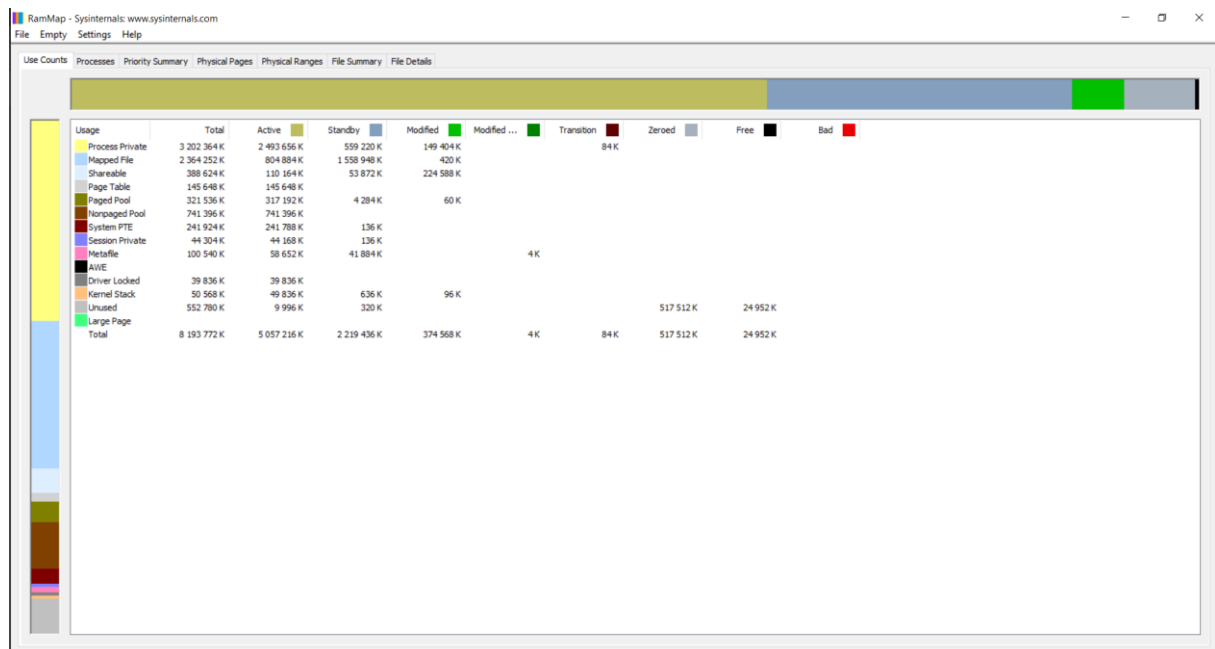 RamMap - Sysinternals: www.sysinternals.com
File Empty Settings Help
Use Counts Processes Priority Summary Physical Pages Physical Ranges File Summary File Details
Usage Total Active Standby Modified Modified ... Transition Zeroed Free Bad
Process Private 3 202 364 K 2 493 656 K 559 220 K 149 404 K 84 K
Mapped File 2 364 252 K 804 884 K 1 558 948 K 420 K
Shareable 388 624 K 110 164 K 53 872 K 224 588 K
Page Table 145 648 K 145 648 K
Paged Pool 321 536 K 317 192 K 4 284 K 60 K
Nonpaged Pool 741 396 K 741 396 K
System PTE 241 924 K 241 788 K 136 K
Session Private 44 304 K 44 168 K 136 K
Metafile 100 540 K 58 652 K 41 884 K 4 K
AWE
Driver Locked 39 836 K 39 836 K
Kernel Stack 50 568 K 49 836 K 636 K 96 K
Unused 552 780 K 9 996 K 320 K 517 512 K 24 952 K
Large Page
Total 8 193 772 K 5 057 216 K 2 219 436 K 374 568 K 4 K 84 K 517 512 K 24 952 K